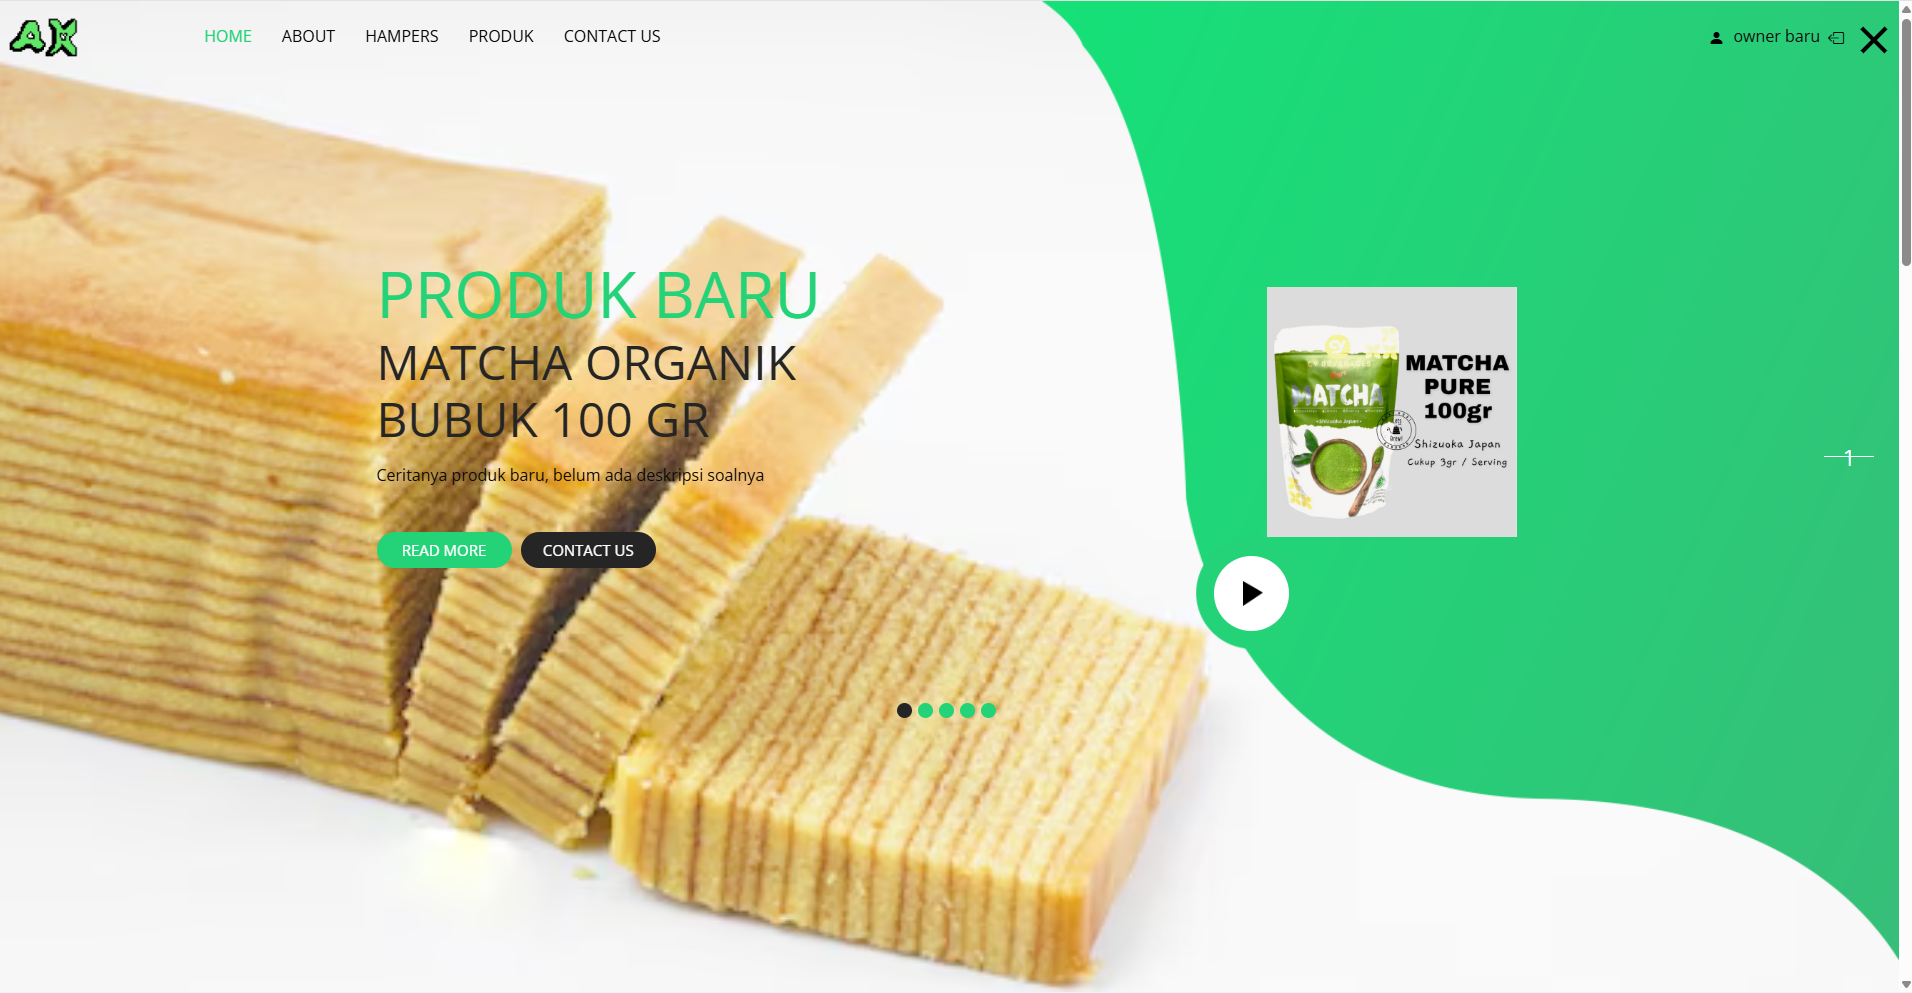 AK
HOME ABOUT HAMPERS PRODUK CONTACT US
owner baru
PRODUK BARU
MATCHA ORGANIK
BUBUK 100 GR
Ceritanya produk baru, belum ada deskripsi soalnya
READ MORE CONTACT US
MATCHA
MATCHA
PURE
100gr
Shizuoka Japan
Cukup 3gr / Serving
1